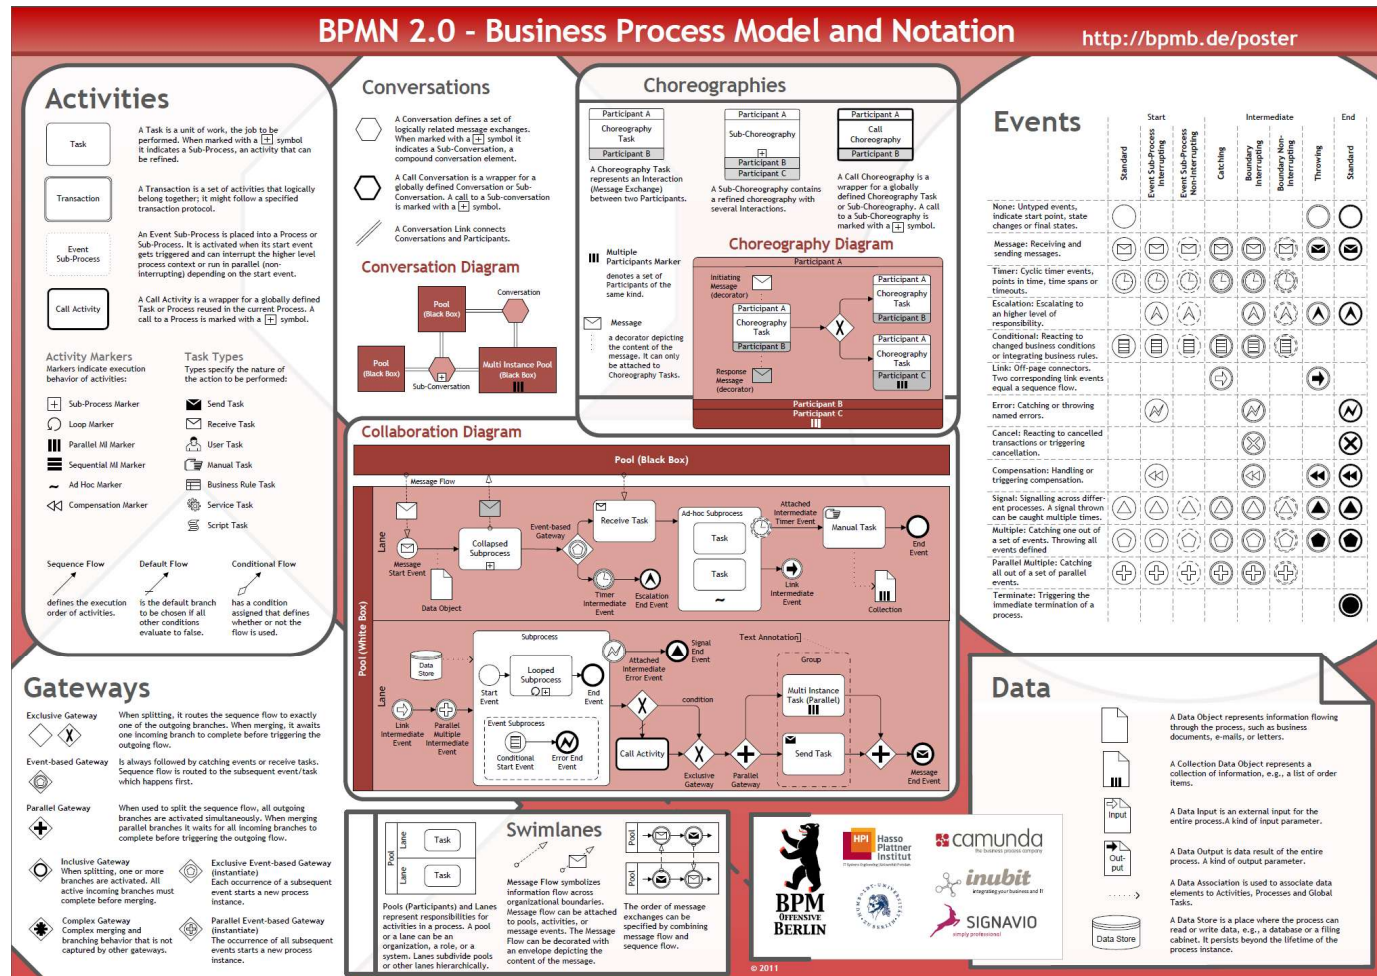 BPMN 2.0 - Business Process Model and Notation
http://bpmb.de/poster
Activities
Task
A Task is a unit of work, the job to be
performed. When marked with a + symbol
it indicates a Sub-Process, an activity that can
be refined.
Transaction
A Transaction is a set of activities that logically
belong together; it might follow a specified
transaction protocol.
Event
Sub-Process
An Event Sub-Process is placed into a Process or
Sub-Process. It is activated when its start event
gets triggered and can interrupt the higher level
process context or run in parallel (non-
interrupting) depending on the start event.
Call Activity
A Call Activity is a wrapper for a globally defined
Task or Process reused in the current Process. A
call to a Process is marked with a + symbol.
Activity Markers
Markers indicate execution
behavior of activities:
Sub-Process Marker
Loop Marker
Parallel MI Marker
Sequential MI Marker
Ad Hoc Marker
Compensation Marker
Task Types
Types specify the nature of
the action to be performed:
Send Task
Receive Task
User Task
Manual Task
Business Rule Task
Service Task
Script Task
Sequence Flow
defines the execution
order of activities.
Default Flow
is the default branch
to be chosen if all
other conditions
evaluate to false.
Conditional Flow
has a condition
assigned that defines
whether or not the
flow is used.
Conversations
A Conversation defines a set of
logically related message exchanges.
When marked with a + symbol it
indicates a Sub-Conversation, a
compound conversation element.
A Call Conversation is a wrapper for a
globally defined Conversation or Sub-
Conversation. A call to a Sub-conversation
is marked with a + symbol.
A Conversation Link connects
Conversations and Participants.
Conversation Diagram
Pool
(Black Box)
Conversation
Pool
(Black Box)
Sub-Conversation
Multi Instance Pool
(Black Box)
Choreographies
Participant A
Choreography
Task
Participant B
A Choreography Task
represents an Interaction
(Message Exchange)
between two Participants.
Participant A
Sub-Choreography
Participant B
Participant C
A Sub-Choreography contains
a refined choreography with
several Interactions.
Participant A
Call
Choreography
Participant B
A Call Choreography is a
wrapper for a globally
defined Choreography Task
or Sub-Choreography. A call
to a Sub-Choreography is
marked with a + symbol.
Multiple
Participants Marker
denotes a set of
Participants of the
same kind.
Message
a decorator depicting
the content of the
message. It can only
be attached to
Choreography Tasks.
Choreography Diagram
Participant A
Initiating
Message
(decorator)
Participant A
Choreography
Task
Participant B
Response
Message
(decorator)
Participant A
Choreography
Task
Participant B
Participant A
Choreography
Task
Participant C
Participant B
Participant C
Events
Start
Intermediate
End
Standard
Event Sub-Process
Interrupting
Event Sub-Process
Non-Interrupting
Catching
Boundary
Interrupting
Boundary Non-
Interrupting
Throwing
Standard
None: Untyped events,
indicate start point, state
changes or final states.
Message: Receiving and
sending messages.
Timer: Cyclic timer events,
points in time, time spans or
timeouts.
Escalation: Escalating to
an higher level of
responsibility.
Conditional: Reacting to
changed business conditions
or integrating business rules.
Link: Off-page connectors.
Two corresponding link events
equal a sequence flow.
Error: Catching or throwing
named errors.
Cancel: Reacting to cancelled
transactions or triggering
cancellation.
Compensation: Handling or
triggering compensation.
Signal: Signalling across differ-
ent processes. A signal thrown
can be caught multiple times.
Multiple: Catching one out of
a set of events. Throwing all
events defined
Parallel Multiple: Catching
all out of a set of parallel
events.
Terminate: Triggering the
immediate termination of a
process.
Collaboration Diagram
Pool (Black Box)
Message Flow
Pool (White Box)
Lane
Message
Start Event
Collapsed
Subprocess
Data Object
Event-based
Gateway
Receive Task
Timer
Intermediate
Event
Escalation
End Event
Ad-hoc Subprocess
Task
Task
Attached
Intermediate
Timer Event
Manual Task
End
Event
Link
Intermediate
Event
Collection
Lane
Data
Store
Link
Intermediate
Event
Parallel
Multiple
Intermediate
Event
Subprocess
Start
Event
Looped
Subprocess
End
Event
Event Subprocess
Conditional
Start Event
Error End
Event
Attached
Intermediate
Error Event
Signal
End
Event
condition
Call Activity
Exclusive
Gateway
Parallel
Gateway
Text Annotation
Group
Multi Instance
Task (Parallel)
Send Task
Message
End Event
Gateways
Exclusive Gateway
When splitting, it routes the sequence flow to exactly
one of the outgoing branches. When merging, it awaits
one incoming branch to complete before triggering the
outgoing flow.
Event-based Gateway
Is always followed by catching events or receive tasks.
Sequence flow is routed to the subsequent event/task
which happens first.
Parallel Gateway
When used to split the sequence flow, all outgoing
branches are activated simultaneously. When merging
parallel branches it waits for all incoming branches to
complete before triggering the outgoing flow.
Inclusive Gateway
When splitting, one or more
branches are activated. All
active incoming branches must
complete before merging.
Exclusive Event-based Gateway
(instantiate)
Each occurrence of a subsequent
event starts a new process
instance.
Complex Gateway
Complex merging and
branching behavior that is not
captured by other gateways.
Parallel Event-based Gateway
(instantiate)
The occurrence of all subsequent
events starts a new process
instance.
Swimlanes
Pool
Lane
Task
Lane
Task
Pools (Participants) and Lanes
represent responsibilities for
activities in a process. A pool
or a lane can be an
organization, a role, or a
system. Lanes subdivide pools
or other lanes hierarchically.
Message Flow symbolizes
information flow across
organizational boundaries.
Message flow can be attached
to pools, activities, or
message events. The Message
Flow can be decorated with
an envelope depicting the
content of the message.
Pool
Pool
The order of message
exchanges can be
specified by combining
message flow and
sequence flow.
BPM
OFFENSIVE
BERLIN
HPI
Hasso
Plattner
Institut
camunda
the business process company
inubit
integrating your business and IT
SIGNAVIO
simply professional
© 2011
Data
A Data Object represents information flowing
through the process, such as business
documents, e-mails, or letters.
A Collection Data Object represents a
collection of information, e.g., a list of order
items.
Input
A Data Input is an external input for the
entire process.A kind of input parameter.
Out-
put
A Data Output is data result of the entire
process. A kind of output parameter.
A Data Association is used to associate data
elements to Activities, Processes and Global
Tasks.
Data Store
A Data Store is a place where the process can
read or write data, e.g., a database or a filing
cabinet. It persists beyond the lifetime of the
process instance.